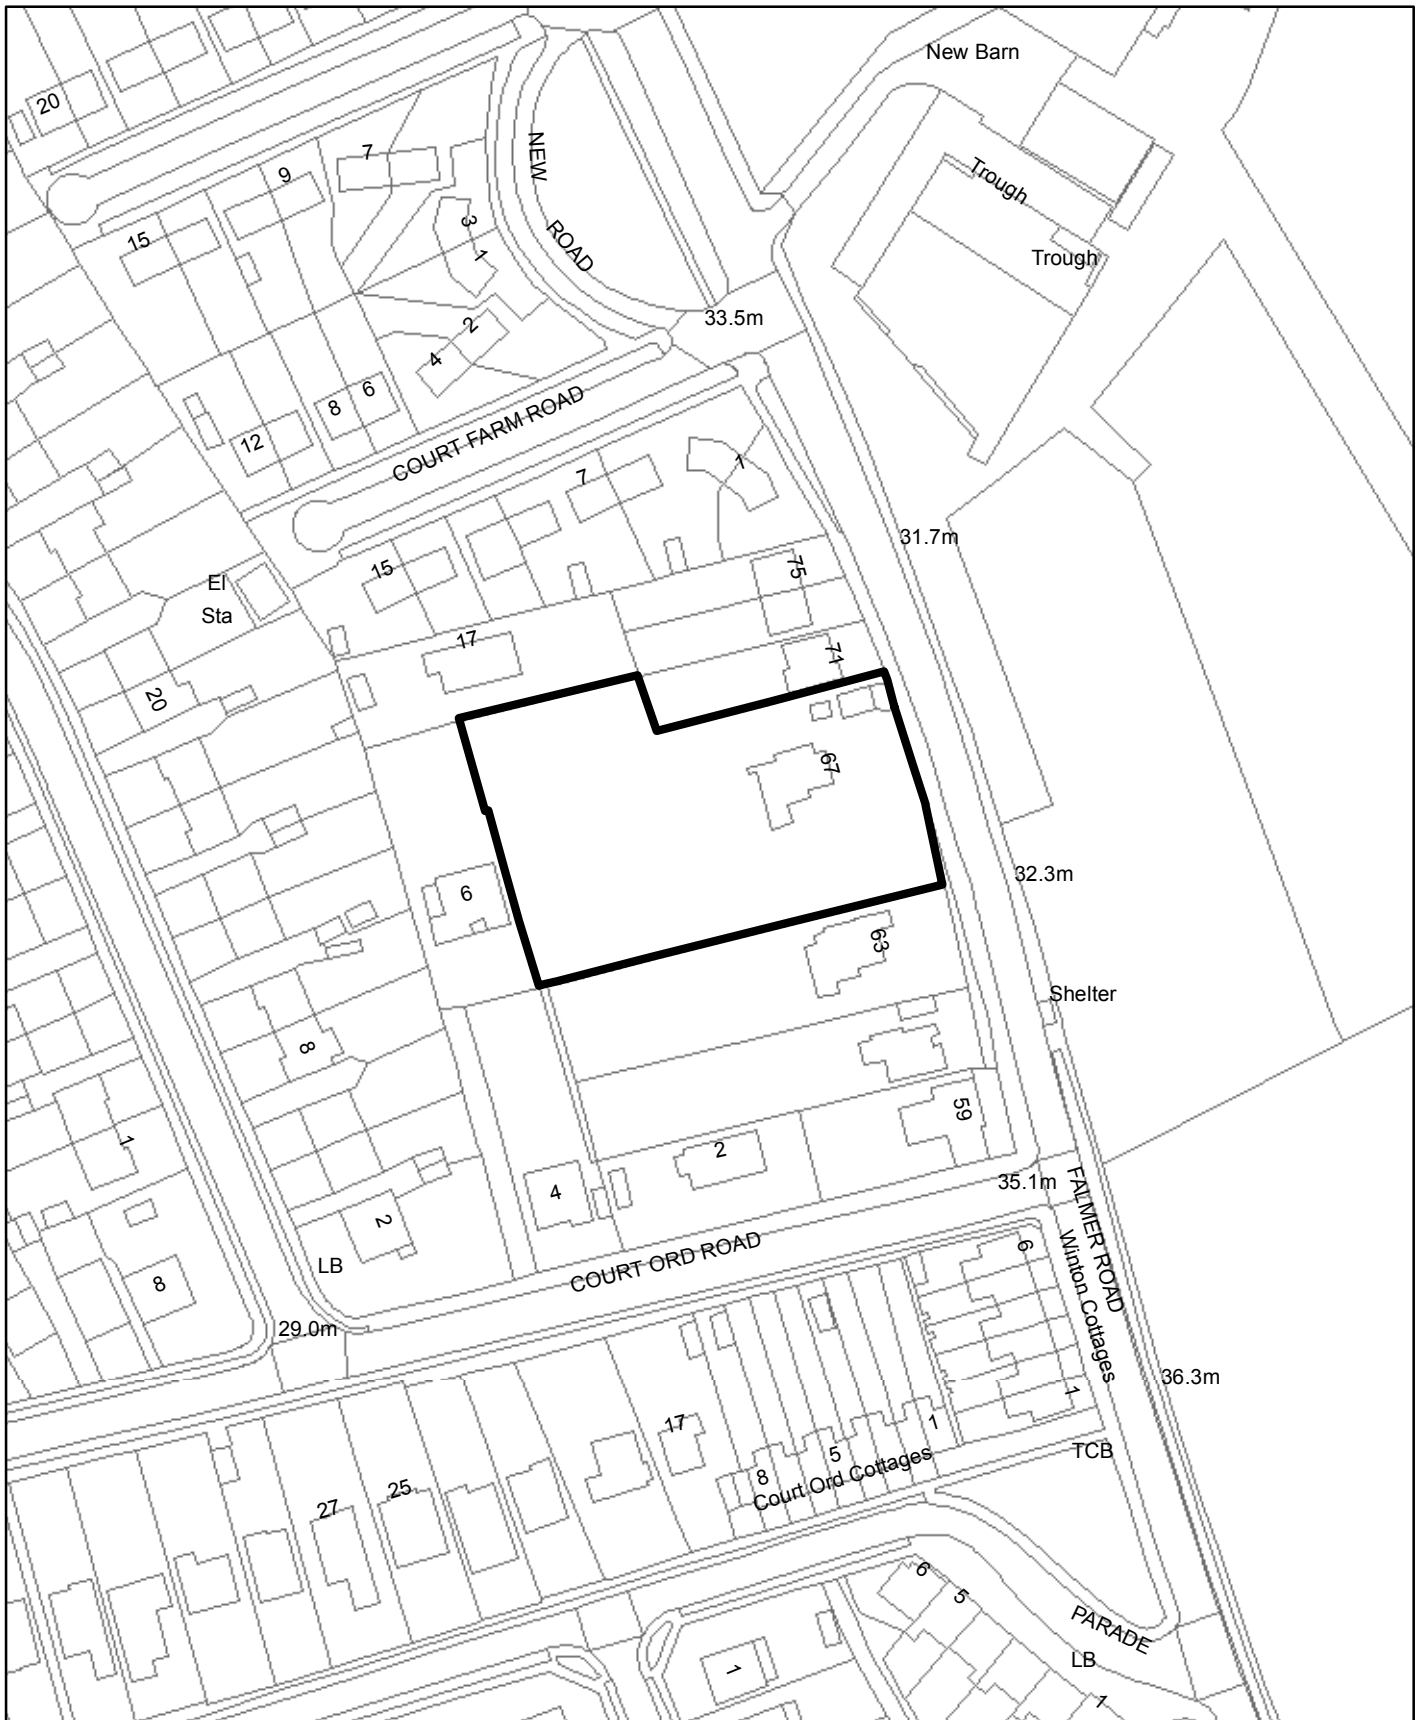 New Barn
20
7
NEW
Trough
9
3
ROAD
15
1
Trough
33.5m
2
4
6
8
COURT FARM ROAD
12
1
7
31.7m
15
75
El
Sta
17
71
20
67
32.3m
6
63
Shelter
8
59
1
2
35.1m
4
FALMER ROAD
2
COURT ORD ROAD
6
Winton Cottages
LB
8
29.0m
36.3m
1
17
1
TCB
5
8
Court Ord Cottages
25
27
6
5
PARADE
LB
1
1